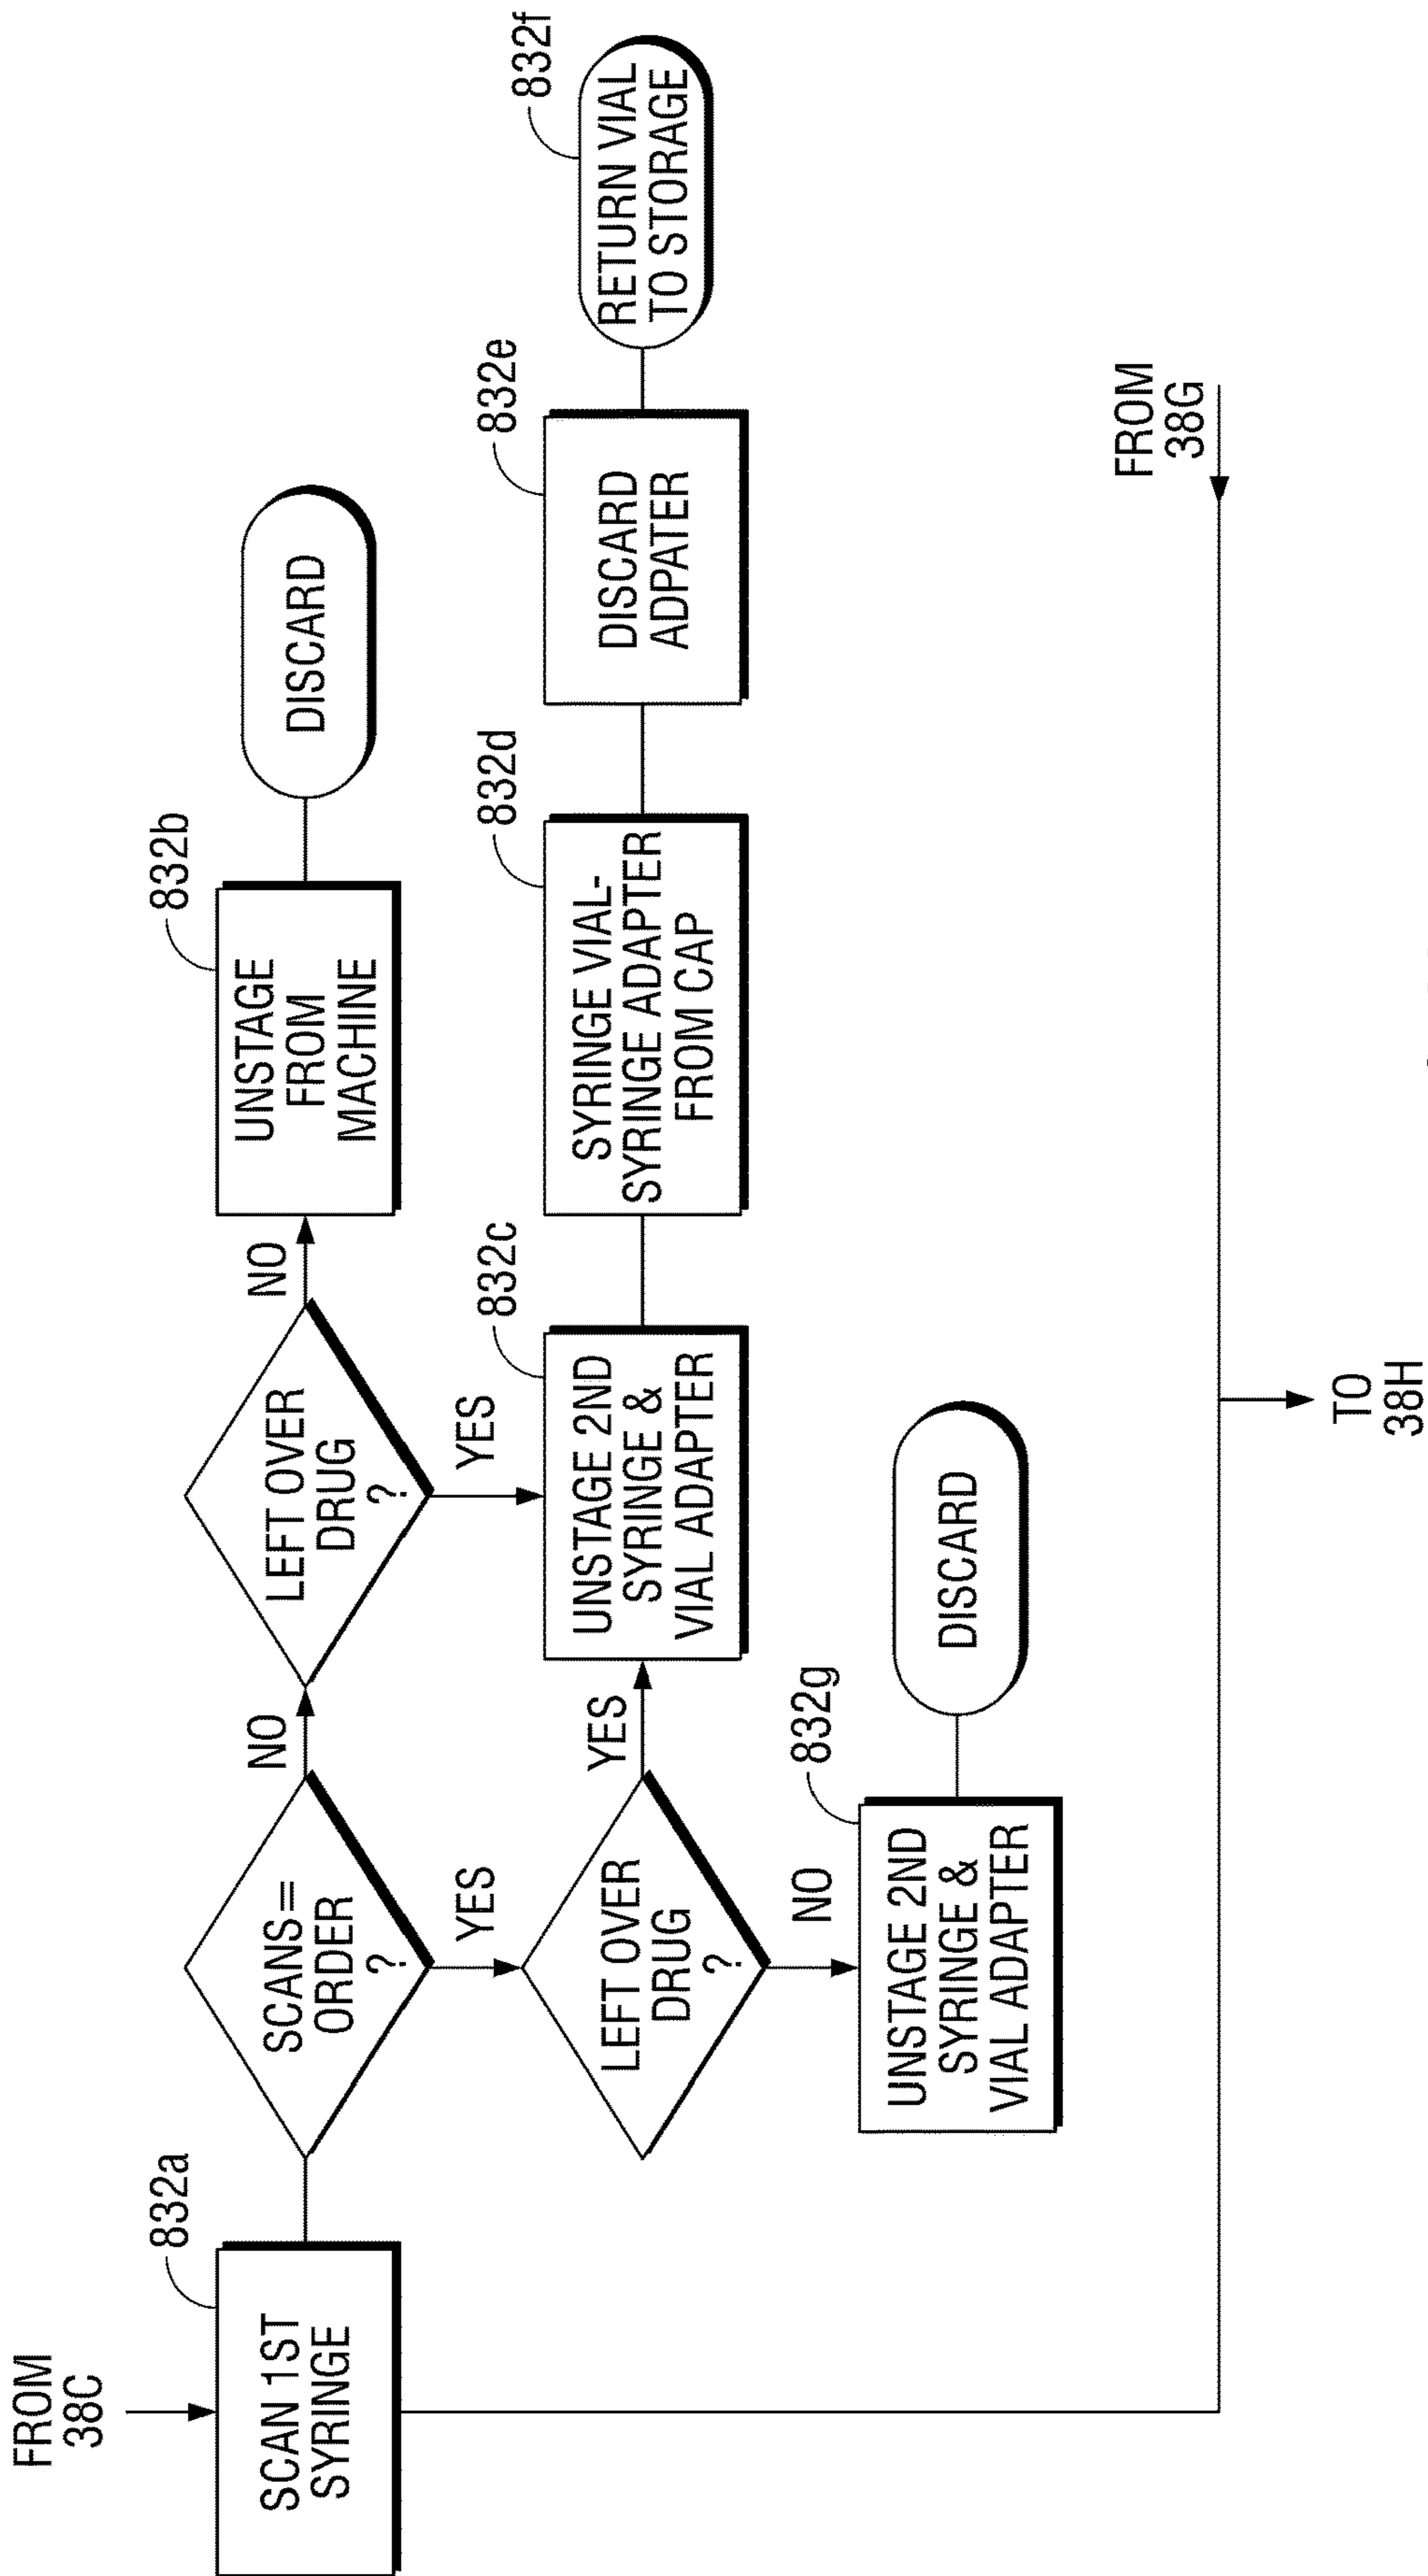 FROM
38C
832a
SCAN 1ST
SYRINGE
SCANS=
ORDER
?
NO
LEFT OVER
DRUG
?
NO
832b
UNSTAGE
FROM
MACHINE
DISCARD
YES
LEFT OVER
DRUG
?
YES
YES
832c
UNSTAGE 2ND
SYRINGE &
VIAL ADAPTER
832d
SYRINGE VIAL-
SYRINGE ADAPTER
FROM CAP
832e
DISCARD
ADPATER
832f
RETURN VIAL
TO STORAGE
NO
832g
UNSTAGE 2ND
SYRINGE &
VIAL ADAPTER
DISCARD
FROM
38G
TO
38H